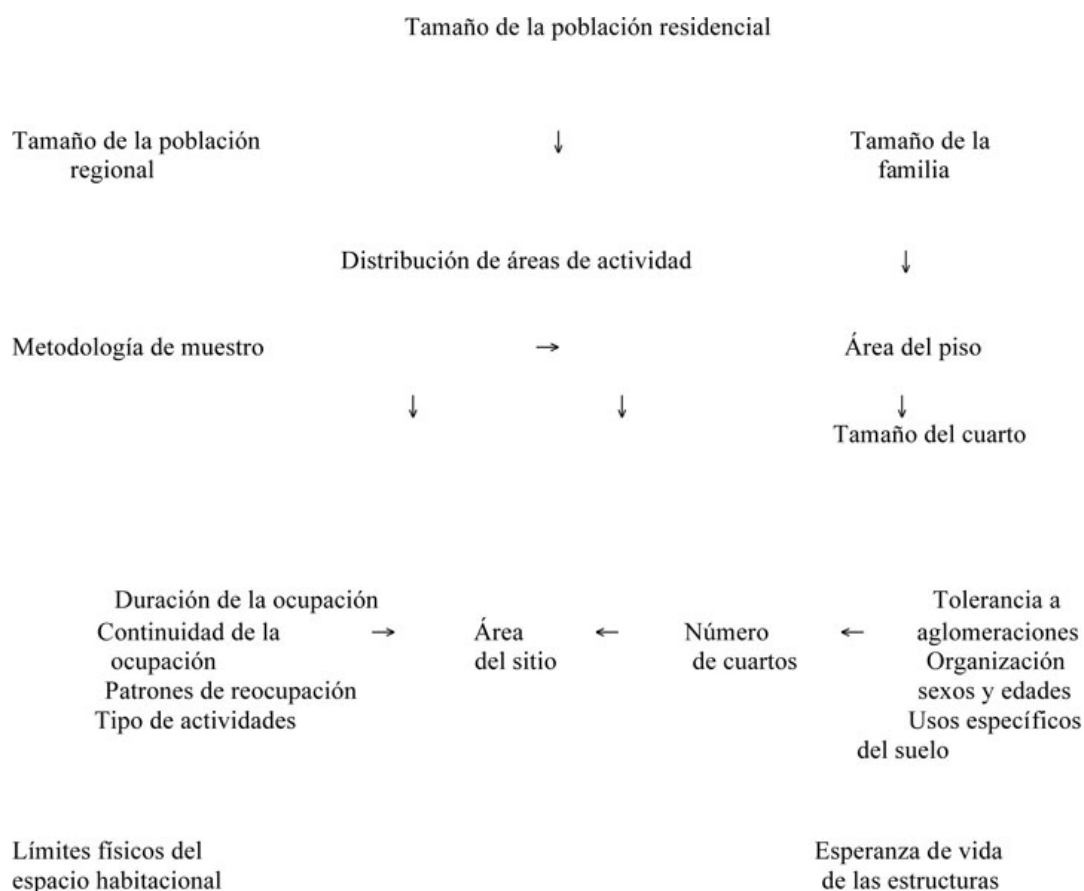 Tamaño de la población residencial
Tamaño de la población
regional
↓
Tamaño de la
familia
Distribución de áreas de actividad
↓
Metodología de muestro
→
Área del piso
↓
↓
↓
Tamaño del cuarto
Duración de la ocupación
Continuidad de la
ocupación
Patrones de reocupación
Tipo de actividades
→
Área
del sitio
←
Número
de cuartos
←
Tolerancia a
aglomeraciones
Organización
sexos y edades
Usos específicos
del suelo
Límites físicos del
espacio habitacional
Esperanza de vida
de las estructuras